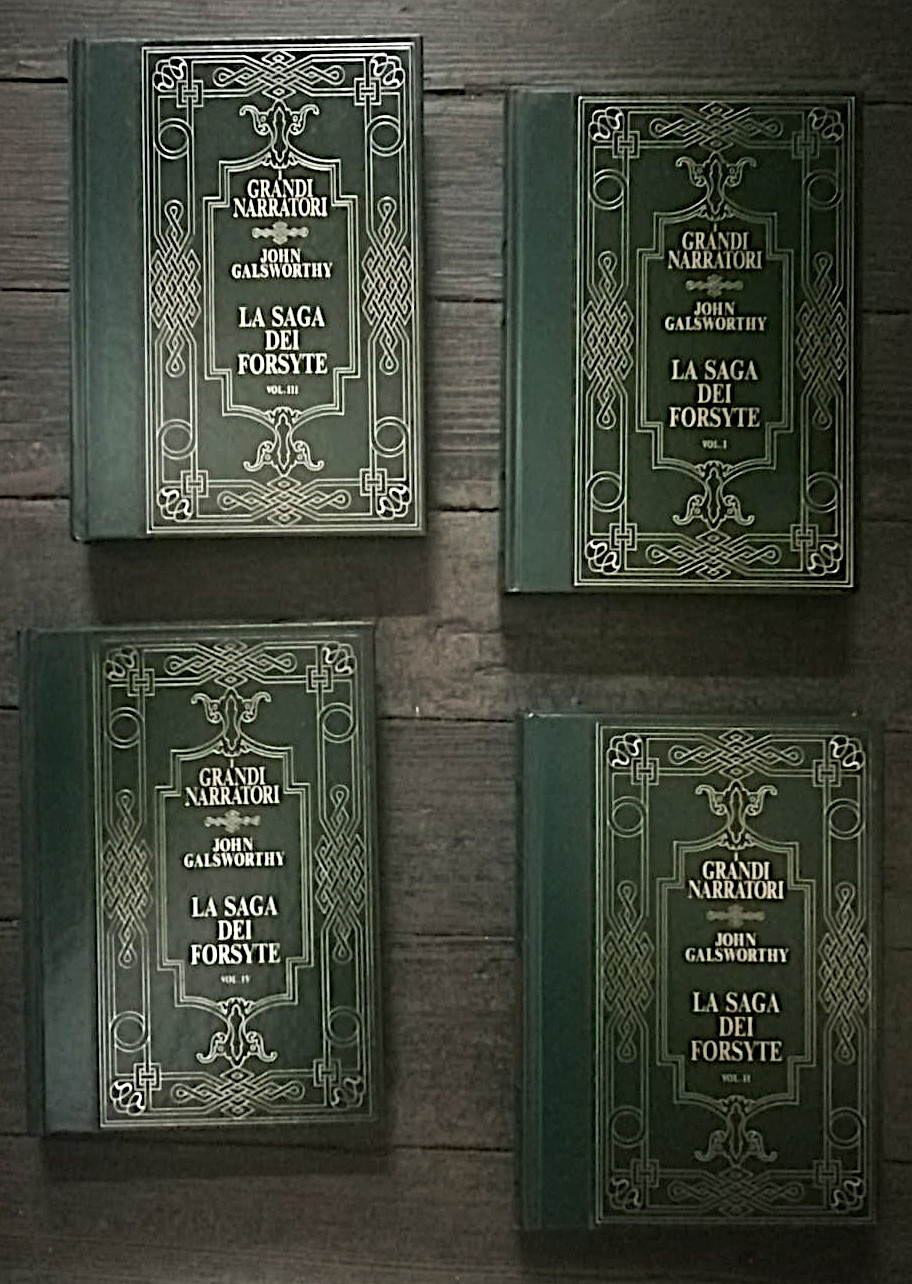 I
GRANDI
NARRATORI
JOHN
GALSWORTHY
LA SAGA
DEI
FORSYTE
VOL. III
I
GRANDI
NARRATORI
JOHN
GALSWORTHY
LA SAGA
DEI
FORSYTE
VOL. I
I
GRANDI
NARRATORI
JOHN
GALSWORTHY
LA SAGA
DEI
FORSYTE
VOL. IV
I
GRANDI
NARRATORI
JOHN
GALSWORTHY
LA SAGA
DEI
FORSYTE
VOL. II